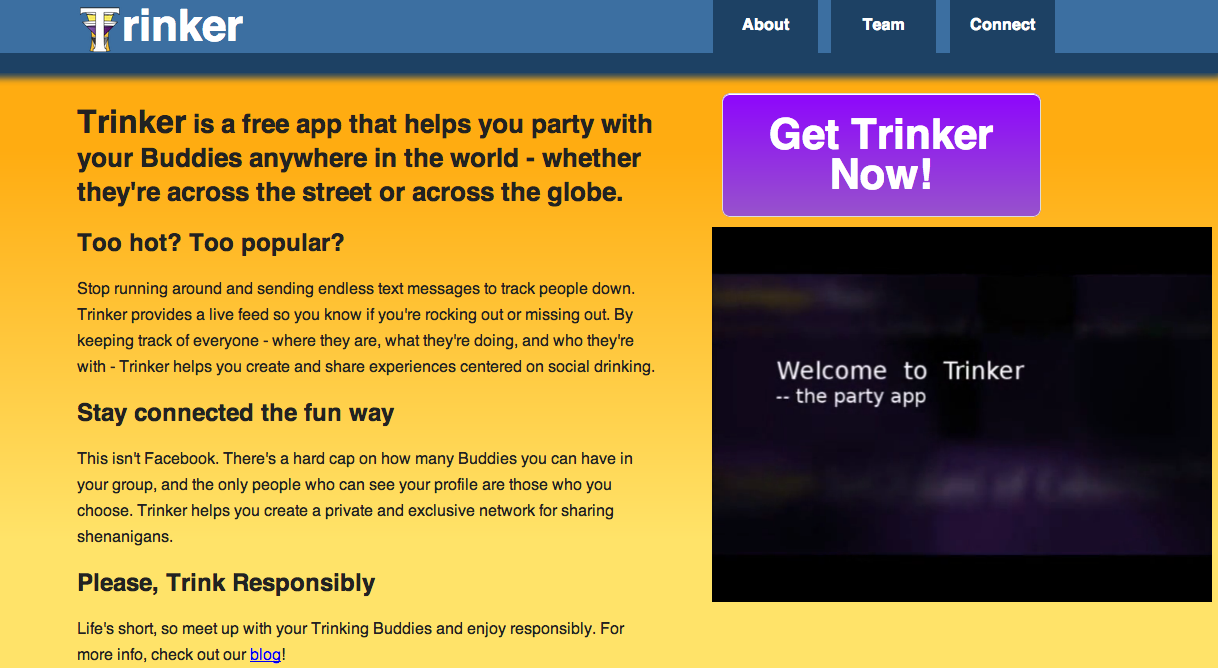 Trinker
About
Team
Connect
Trinker is a free app that helps you party with
your Buddies anywhere in the world - whether
they're across the street or across the globe.
Too hot? Too popular?
Stop running around and sending endless text messages to track people down.
Trinker provides a live feed so you know if you're rocking out or missing out. By
keeping track of everyone - where they are, what they're doing, and who they're
with - Trinker helps you create and share experiences centered on social drinking.
Stay connected the fun way
This isn't Facebook. There's a hard cap on how many Buddies you can have in
your group, and the only people who can see your profile are those who you
choose. Trinker helps you create a private and exclusive network for sharing
shenanigans.
Please, Trink Responsibly
Life's short, so meet up with your Trinking Buddies and enjoy responsibly. For
more info, check out our blog!
Get Trinker
Now!
Welcome to Trinker
-- the party app